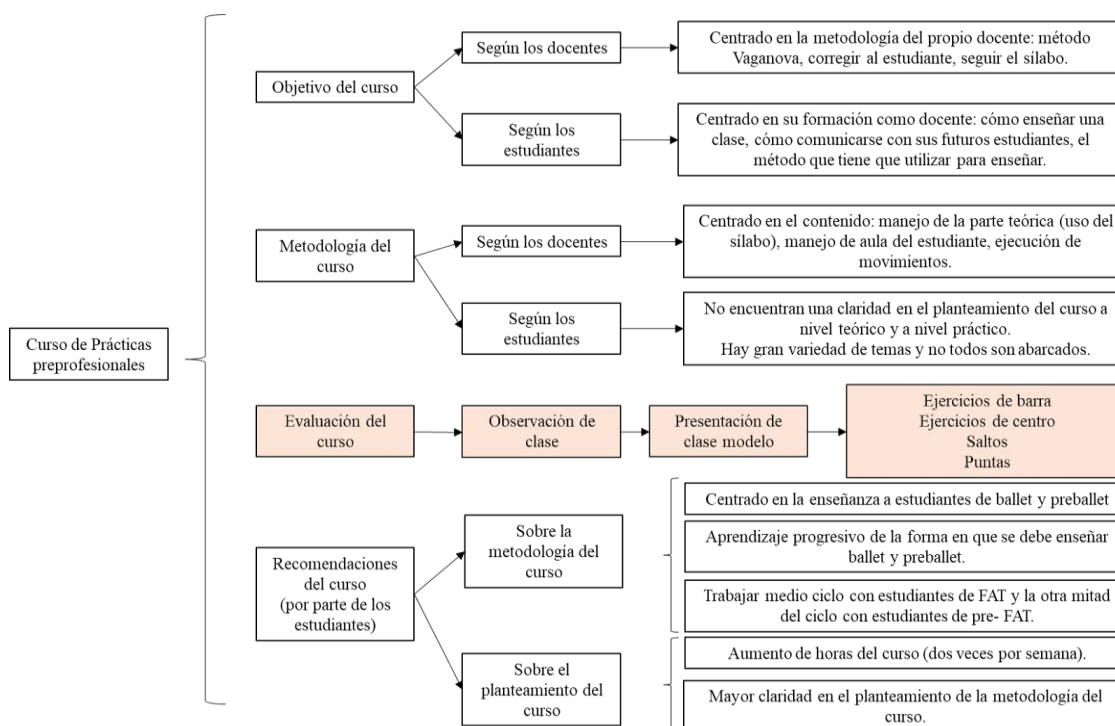 Curso de Prácticas
preprofesionales
Objetivo del curso
Según los docentes
Centrado en la metodología del propio docente: método
Vaganova, corregir al estudiante, seguir el sílabo.
Según los
estudiantes
Centrado en su formación como docente: cómo enseñar una
clase, cómo comunicarse con sus futuros estudiantes, el
método que tiene que utilizar para enseñar.
Metodología del
curso
Según los docentes
Centrado en el contenido: manejo de la parte teórica (uso del
sílabo), manejo de aula del estudiante, ejecución de
movimientos.
Según los
estudiantes
No encuentran una claridad en el planteamiento del curso a
nivel teórico y a nivel práctico.
Hay gran variedad de temas y no todos son abarcados.
Evaluación del
curso
Observación de
clase
Presentación de
clase modelo
Ejercicios de barra
Ejercicios de centro
Saltos
Puntas
Recomendaciones
del curso
(por parte de los
estudiantes)
Sobre la
metodología del
curso
Centrado en la enseñanza a estudiantes de ballet y preballet
Aprendizaje progresivo de la forma en que se debe enseñar
ballet y preballet.
Trabajar medio ciclo con estudiantes de FAT y la otra mitad
del ciclo con estudiantes de pre- FAT.
Sobre el
planteamiento del
curso
Aumento de horas del curso (dos veces por semana).
Mayor claridad en el planteamiento de la metodología del
curso.